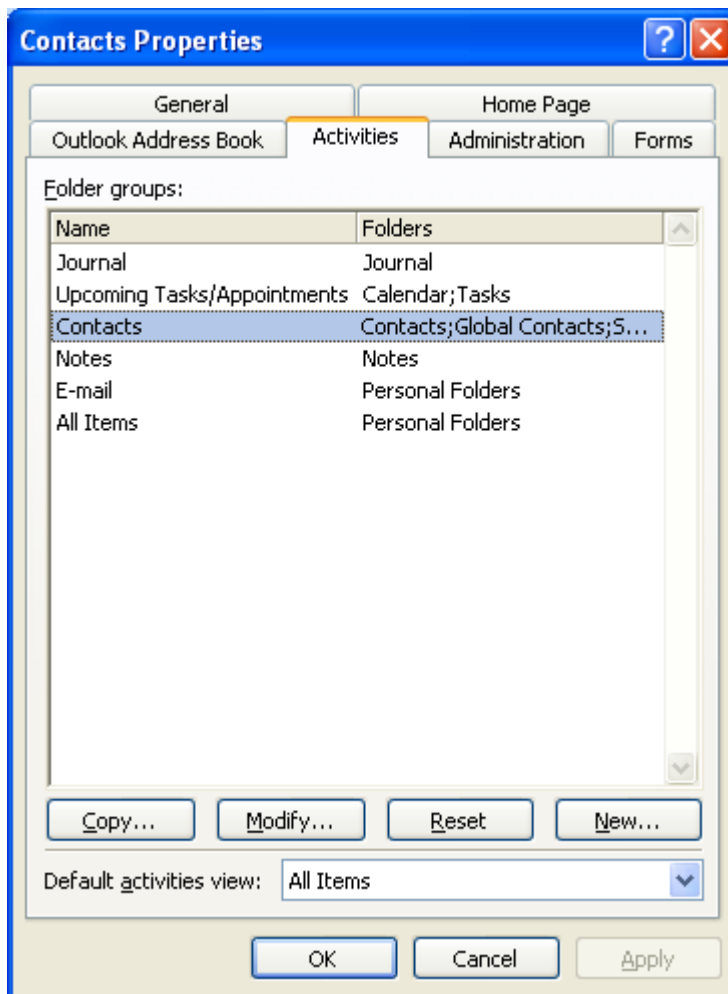 Contacts Properties
General Home Page
Outlook Address Book Activities Administration Forms
Folder groups:
Name Folders
Journal Journal
Upcoming Tasks/Appointments Calendar;Tasks
Contacts Contacts;Global Contacts;S...
Notes Notes
E-mail Personal Folders
All Items Personal Folders
Copy... Modify... Reset New...
Default activities view: All Items
OK Cancel Apply